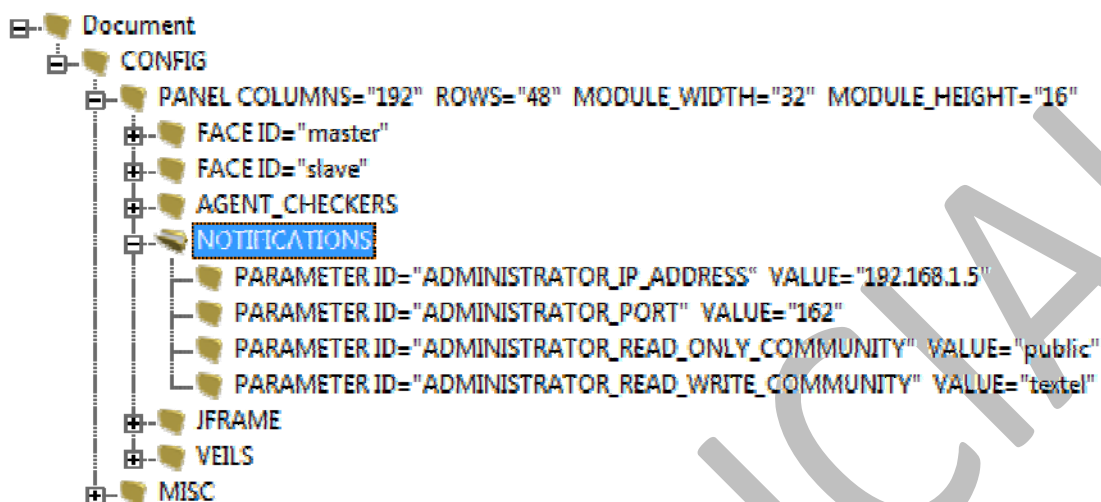 Document
CONFIG
PANEL COLUMNS="192" ROWS="48" MODULE_WIDTH="32" MODULE_HEIGHT="16"
FACE ID="master"
FACE ID="slave"
AGENT_CHECKERS
NOTIFICATIONS
PARAMETER ID="ADMINISTRATOR_IP_ADDRESS" VALUE="192.168.1.5"
PARAMETER ID="ADMINISTRATOR_PORT" VALUE="162"
PARAMETER ID="ADMINISTRATOR_READ_ONLY_COMMUNITY" VALUE="public"
PARAMETER ID="ADMINISTRATOR_READ_WRITE_COMMUNITY" VALUE="textel"
JFRAME
VEILS
MISC